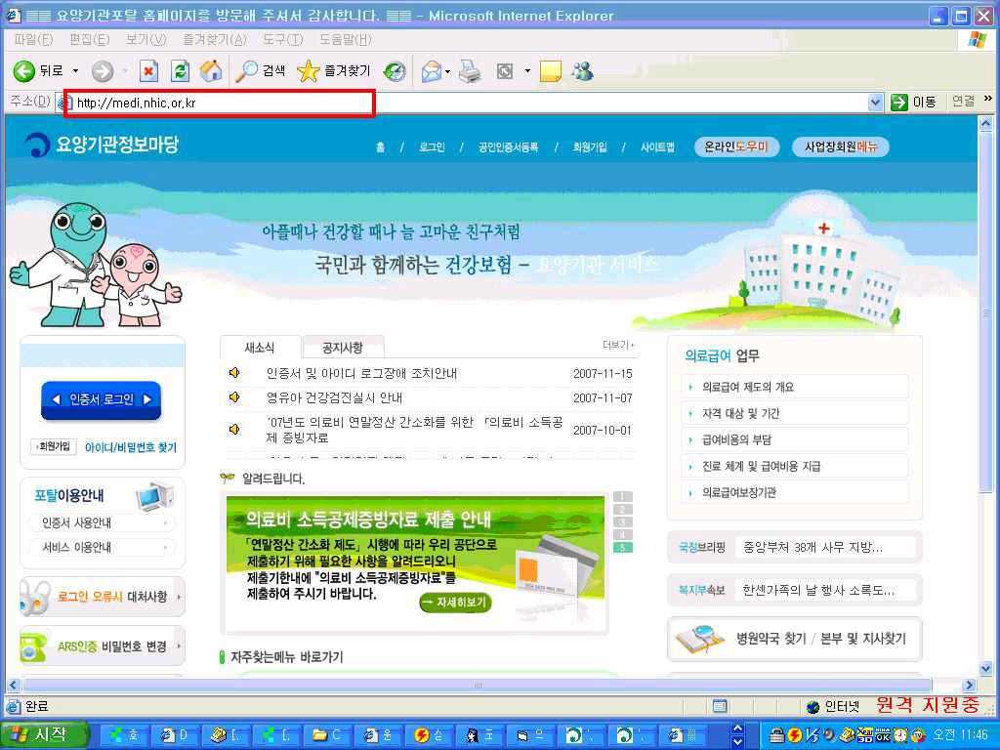 요양기관포탈 홈페이지를 방문해 주셔서 감사합니다. - Microsoft Internet Explorer
파일(F) 편집(E) 보기(V) 즐겨찾기(A) 도구(T) 도움말(H)
뒤로 검색 즐겨찾기
주소(D) http://medi.nhic.or.kr 이동 연결 »
요양기관정보마당 홈 / 로그인 / 공인인증서등록 / 회원가입 / 사이트맵 온라인도우미 사업장회원메뉴
아플때나 건강할 때나 늘 고마운 친구처럼
국민과 함께하는 건강보험 - 요양기관 서비스
인증서 로그인
회원가입 아이디/비밀번호 찾기
포탈이용안내
인증서 사용안내
서비스 이용안내
로그인 오류시 대처사항
ARS인증 비밀번호 변경
새소식 공지사항 더보기
인증서 및 아이디 로그장애 조치안내 2007-11-15
영유아 건강검진실시 안내 2007-11-07
'07년도 의료비 연말정산 간소화를 위한 「의료비 소득공
제 증빙자료 2007-10-01
알려드립니다.
의료비 소득공제증빙자료 제출 안내
「연말정산 간소화 제도」 시행에 따라 우리 공단으로
제출하기 위해 필요한 사항을 알려드리오니
제출기한내에 "의료비 소득공제증빙자료"를
제출하여 주시기 바랍니다.
자세히보기
1
2
3
4
5
자주찾는메뉴 바로가기
의료급여 업무
의료급여 제도의 개요
자격 대상 및 기간
급여비용의 부담
진료 체계 및 급여비용 지급
의료급여보장기관
국정브리핑 중앙부처 38개 사무 지방...
복지부속보 한센가족의 날 행사 소록도...
병원약국 찾기 / 본부 및 지사찾기
완료 인터넷 원격 지원중
시작 오전 11:46